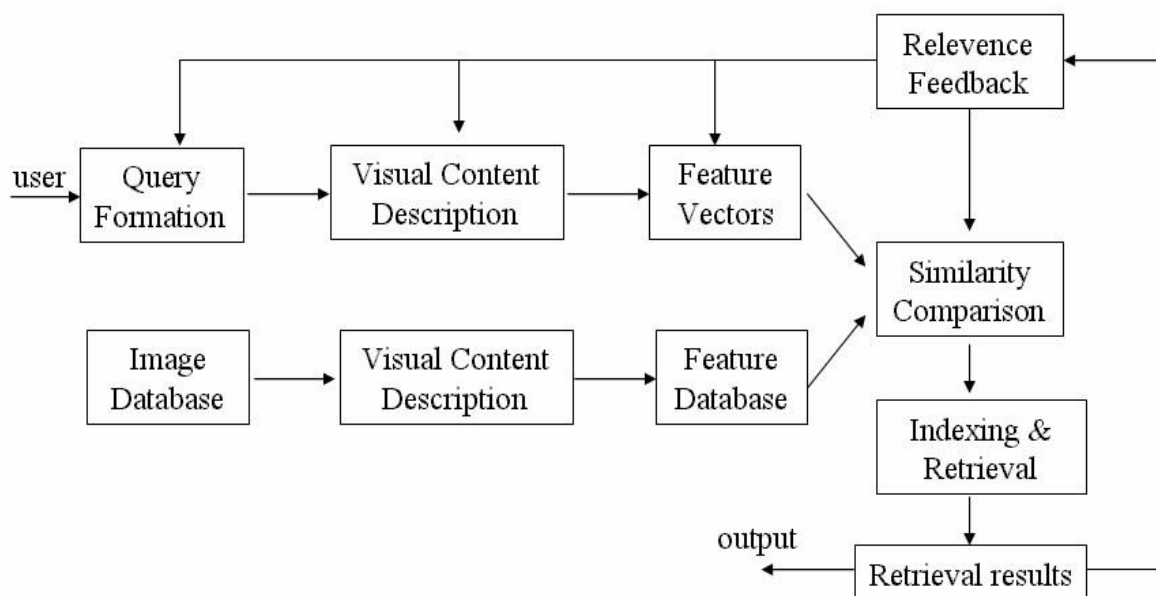 Relevence
Feedback
user
Query
Formation
Visual Content
Description
Feature
Vectors
Similarity
Comparison
Image
Database
Visual Content
Description
Feature
Database
Indexing &
Retrieval
output
Retrieval results